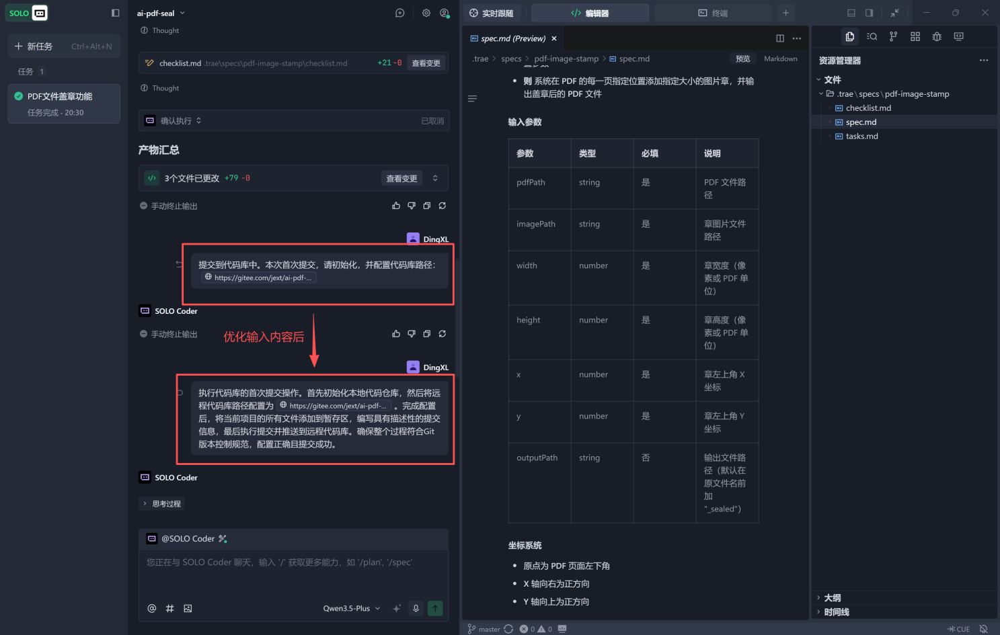 SOLO
新任务
Ctrl+Alt+N
任务 1
PDF文件盖章功能
任务完成 · 20:30
ai-pdf-seal
Thought
checklist.md .trae\specs\pdf-image-stamp\checklist.md +21 -0 查看变更
Thought
确认执行 已取消
产物汇总
3个文件已更改 +79 -0 查看变更
手动终止输出
DingXL
提交到代码库中。本次首次提交，请初始化，并配置代码库路径：
https://gitee.com/jext/ai-pdf-...
SOLO Coder
手动终止输出
优化输入内容后
DingXL
执行代码库的首次提交操作。首先初始化本地代码仓库，然后将远
程代码库路径配置为 https://gitee.com/jext/ai-pdf-... 。完成配置
后，将当前项目的所有文件添加到暂存区，编写具有描述性的提交
信息，最后执行提交并推送到远程代码库。确保整个过程符合Git
版本控制规范，配置正确且提交成功。
SOLO Coder
思考过程
@SOLO Coder
您正在与 SOLO Coder 聊天，输入 '/' 获取更多能力，如 '/plan', '/spec'
Qwen3.5-Plus
实时跟随
编辑器
终端
spec.md (Preview)
.trae > specs > pdf-image-stamp > spec.md
预览 Markdown
则 系统在 PDF 的每一页指定位置添加指定大小的图片章，并输
出盖章后的 PDF 文件
输入参数
参数 类型 必填 说明
pdfPath string 是 PDF 文件路
径
imagePath string 是 章图片文件
路径
width number 是 章宽度（像
素或 PDF 单
位）
height number 是 章高度（像
素或 PDF 单
位）
x number 是 章左上角 X
坐标
y number 是 章左上角 Y
坐标
outputPath string 否 输出文件路
径（默认在
原文件名前
加
"_sealed"）
坐标系统
原点为 PDF 页面左下角
X 轴向右为正方向
Y 轴向上为正方向
资源管理器
文件
.trae\specs\pdf-image-stamp
checklist.md
spec.md
tasks.md
大纲
时间线
master 0 0
CUE